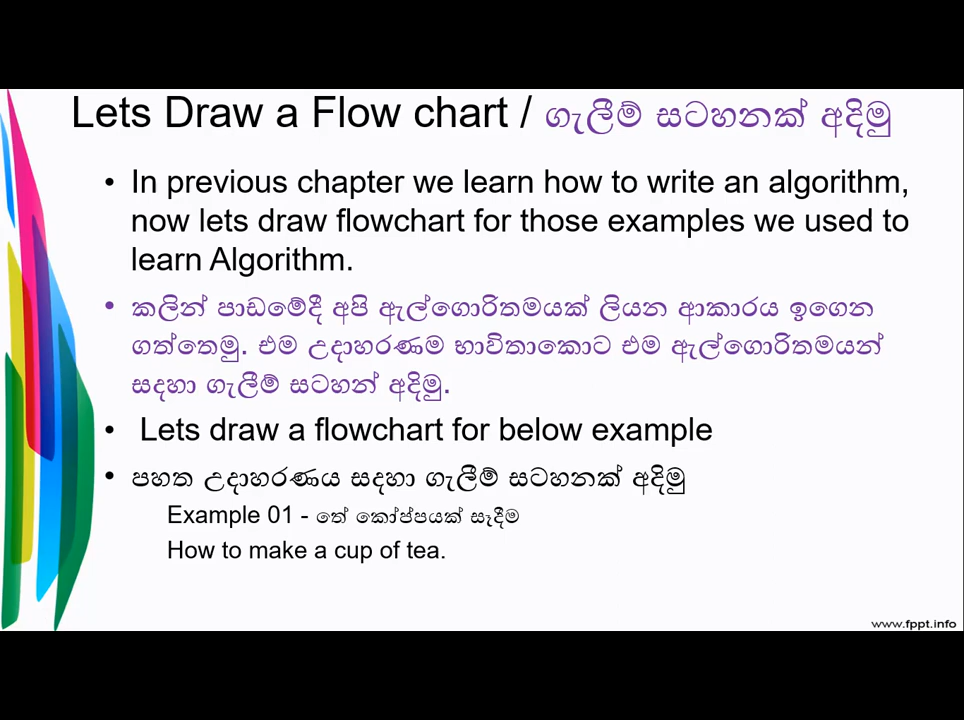 Lets Draw a Flow chart / ගැලීම් සටහනක් අදිමු
• In previous chapter we learn how to write an algorithm,
now lets draw flowchart for those examples we used to
learn Algorithm.
• කලින් පාඩමේදී අපි ඇල්ගොරිතමයක් ලියන ආකාරය ඉගෙන
ගත්තෙමු. එම උදාහරණම භාවිතාකොට එම ඇල්ගොරිතමයන්
සදහා ගැලීම් සටහන් අදිමු.
• Lets draw a flowchart for below example
• පහත උදාහරණය සදහා ගැලීම් සටහනක් අදිමු
Example 01 - තේ කෝප්පයක් සෑදීම
How to make a cup of tea.
www.fppt.info